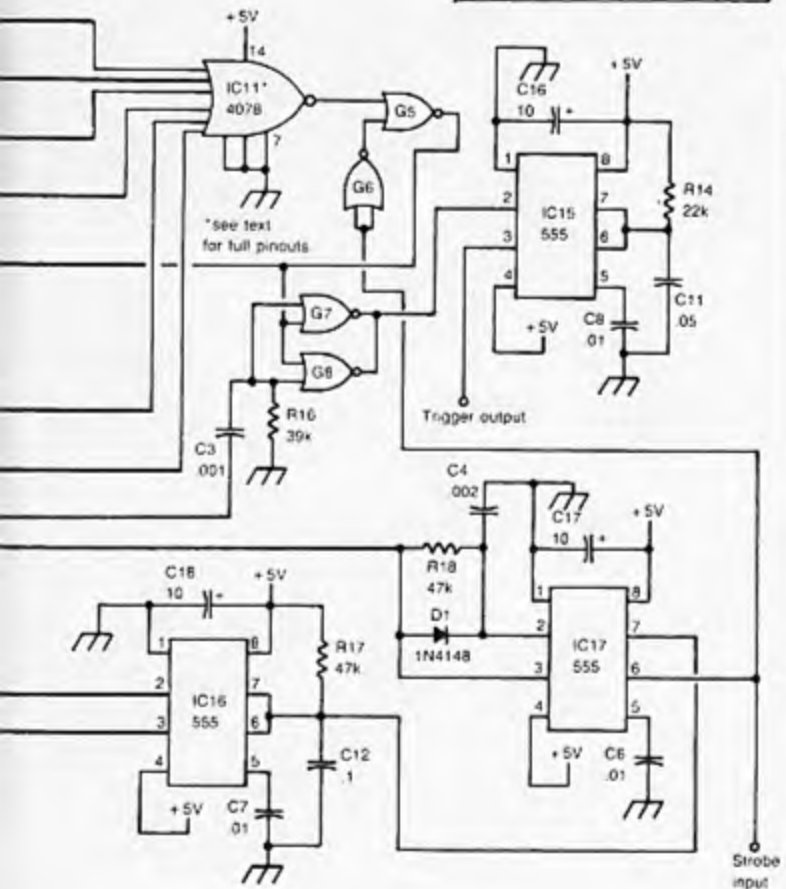 +5V
14
IC11*
4078
7
*see text
for full pinouts
G5
G6
G7
G8
C3
.001
R16
39k
C16
10 +
+5V
1
8
2
7
IC15
555
3
6
4
5
+5V
R14
22k
C8
.01
C11
.05
Trigger output
C4
.002
R18
47k
D1
1N4148
C17
10 +
+5V
1
8
2
7
IC17
555
3
6
4
5
+5V
C6
.01
Strobe
input
C18
10 +
+5V
1
8
2
7
IC16
555
3
6
4
5
+5V
R17
47k
C12
.1
C7
.01